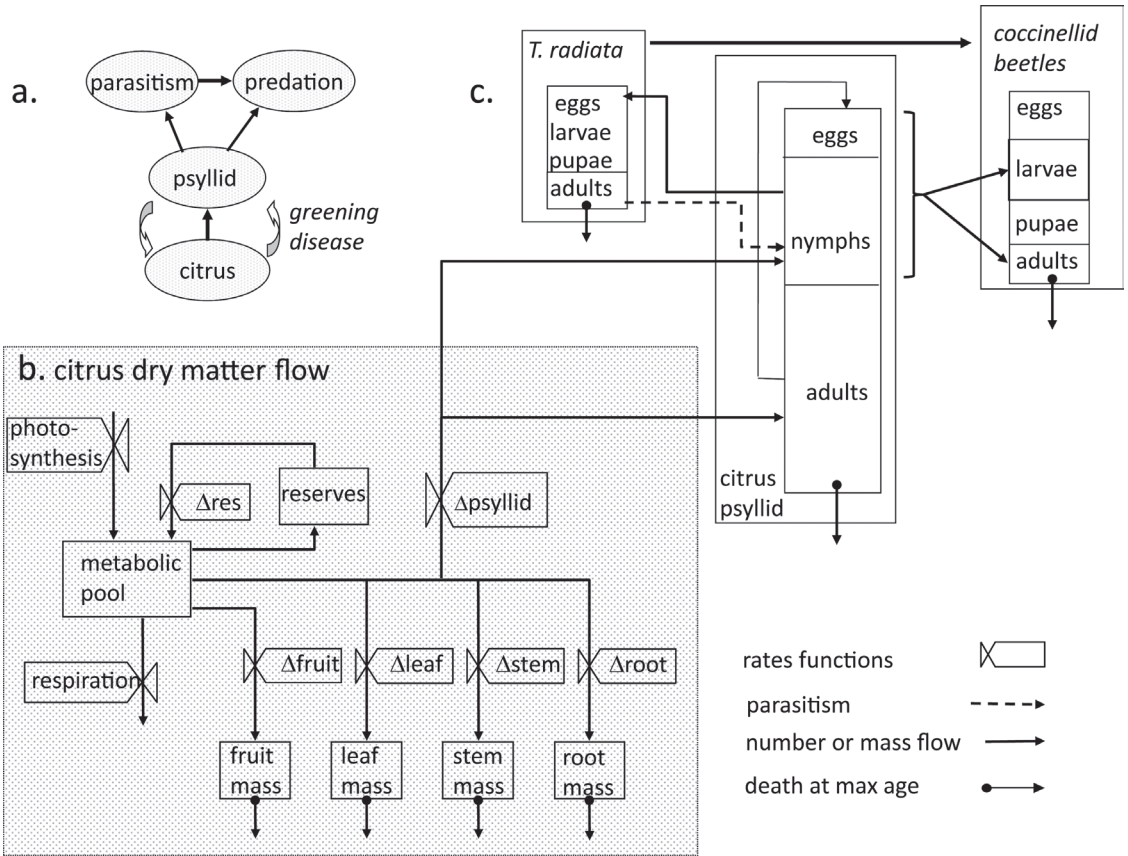 a.
parasitism
predation
psyllid
greening
disease
citrus
b. citrus dry matter flow
photo-
synthesis
Δres
reserves
Δpsyllid
metabolic
pool
respiration
Δfruit
Δleaf
Δstem
Δroot
fruit
mass
leaf
mass
stem
mass
root
mass
c.
T. radiata
eggs
larvae
pupae
adults
eggs
nymphs
adults
citrus
psyllid
coccinellid
beetles
eggs
larvae
pupae
adults
rates functions
parasitism
number or mass flow
death at max age